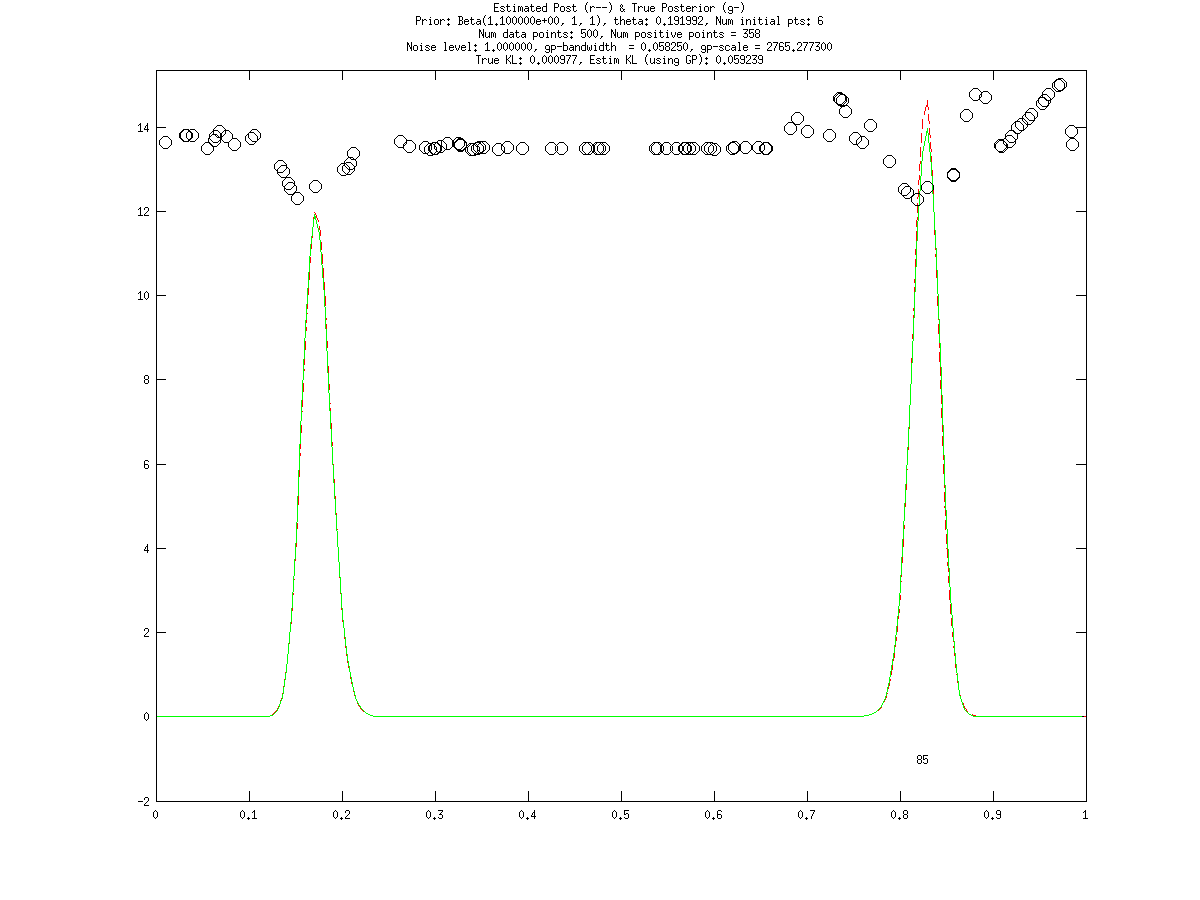 Estimated Post (r--) & True Posterior (g-)
Prior: Beta(1.100000e+00, 1, 1), theta: 0.191992, Num initial pts: 6
Num data points: 500, Num positive points = 358
Noise level: 1.000000, gp-bandwidth  = 0.058250, gp-scale = 2765.277300
True KL: 0.000977, Estim KL (using GP): 0.059239
14
12
10
8
6
4
2
0
85
-2
0 0.1 0.2 0.3 0.4 0.5 0.6 0.7 0.8 0.9 1